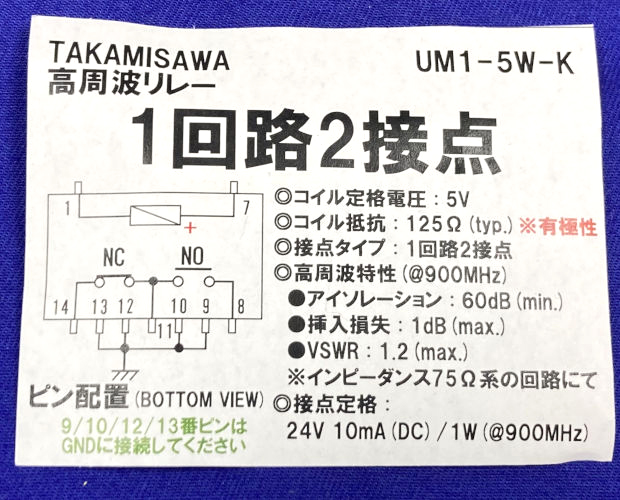 TAKAMISAWA
高周波リレー
UM1-5W-K
1回路2接点
◎コイル定格電圧：5V
◎コイル抵抗：125Ω(typ.) ※有極性
◎接点タイプ：1回路2接点
◎高周波特性(@900MHz)
●アイソレーション：60dB(min.)
●挿入損失：1dB(max.)
●VSWR：1.2(max.)
※インピーダンス75Ω系の回路にて
◎接点定格：
24V 10mA(DC)/1W(@900MHz)
1 7
+
NC NO
14 13 12 11 10 9 8
ピン配置(BOTTOM VIEW)
9/10/12/13番ピンは
GNDに接続してください